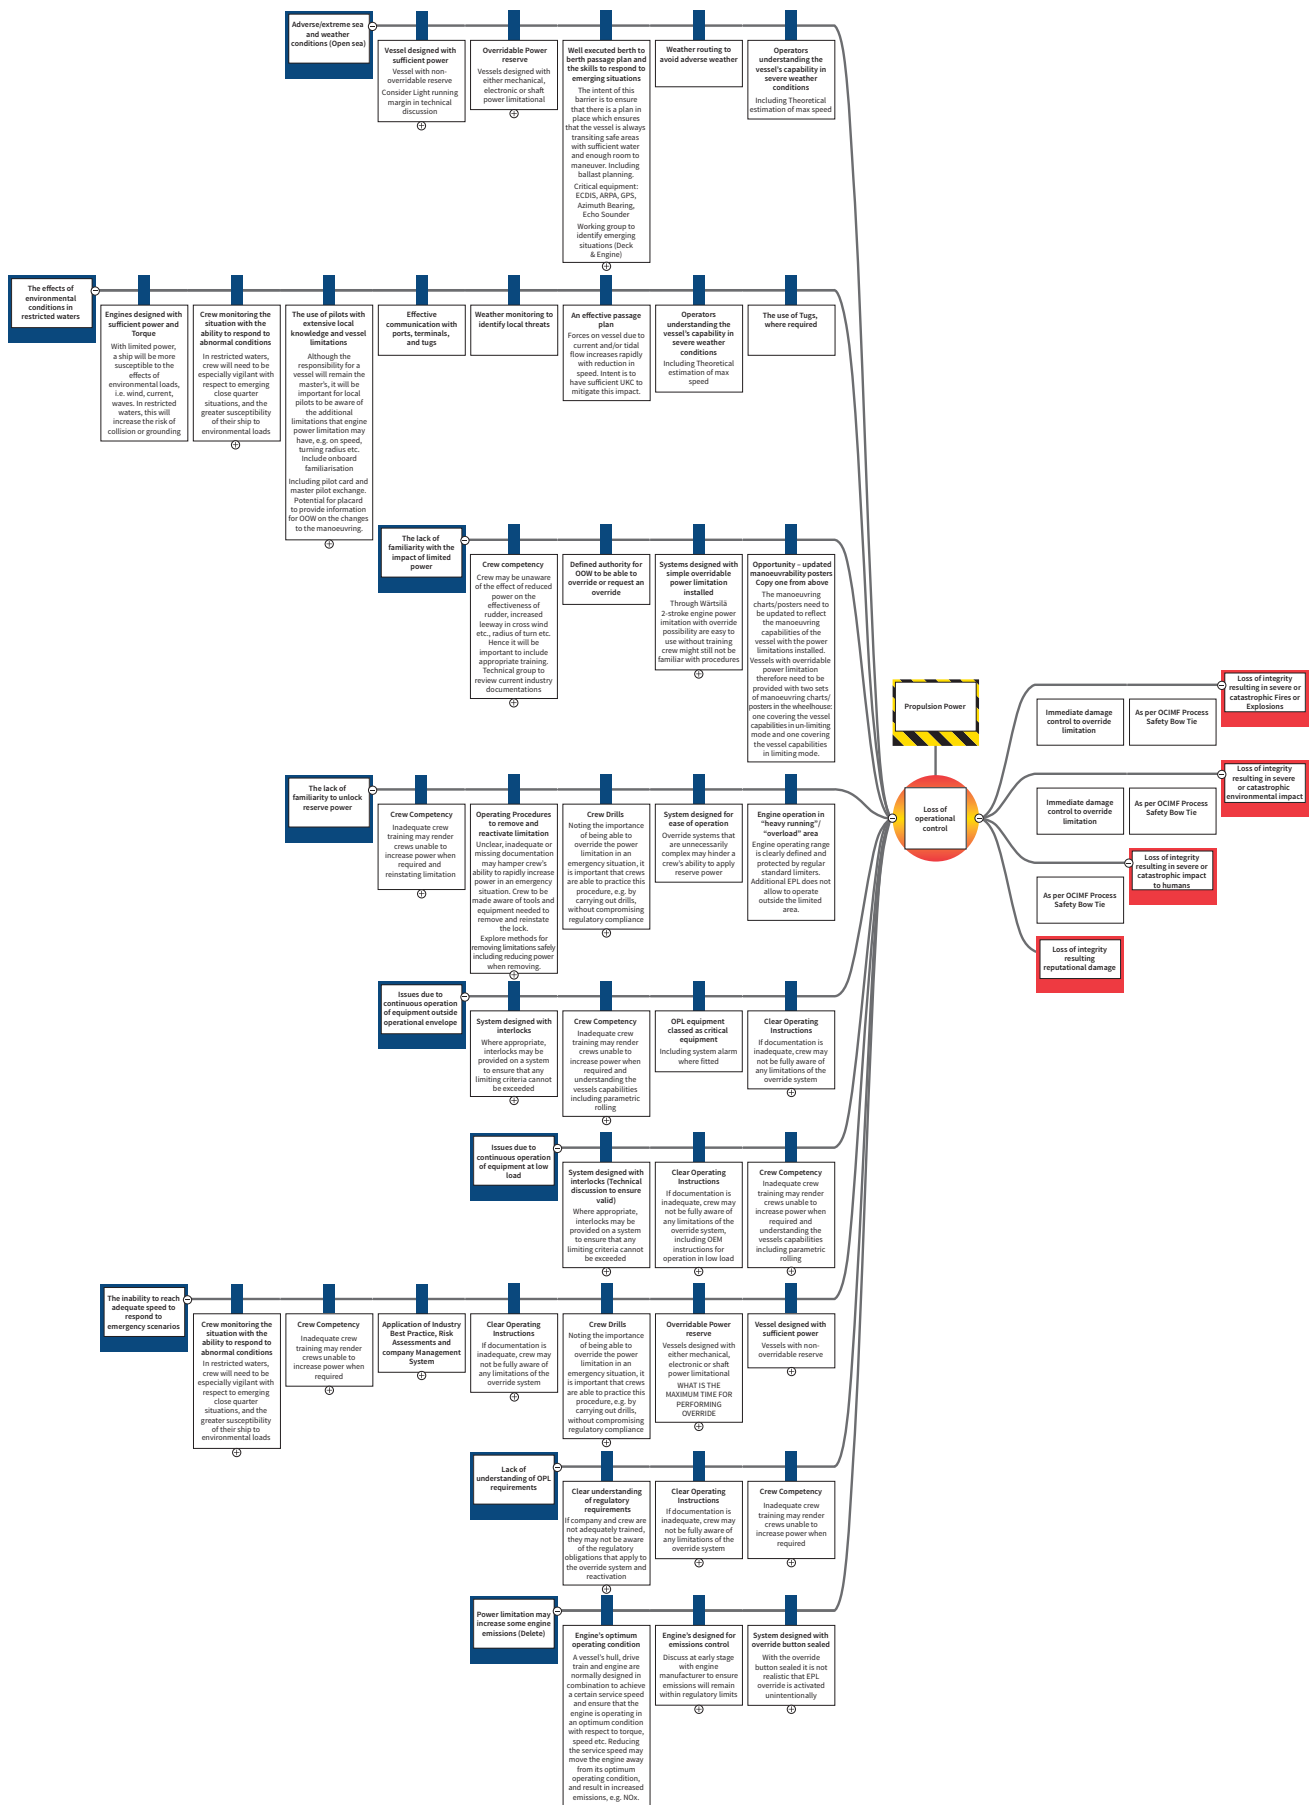 Adverse/extreme sea
and weather
conditions (Open sea)
Vessel designed with
sufficient power
Vessel with non-
overridable reserve
Consider Light running
margin in technical
discussion
Overridable Power
reserve
Vessels designed with
either mechanical,
electronic or shaft
power limitational
Well executed berth to
berth passage plan and
the skills to respond to
emerging situations
The intent of this
barrier is to ensure
that there is a plan in
place which ensures
that the vessel is always
transiting safe areas
with sufficient water
and enough room to
maneuver. Including
ballast planning.
Critical equipment:
ECDIS, ARPA, GPS,
Azimuth Bearing,
Echo Sounder
Working group to
identify emerging
situations (Deck
& Engine)
Weather routing to
avoid adverse weather
Operators
understanding the
vessel's capability in
severe weather
conditions
Including Theoretical
estimation of max speed
The effects of
environmental
conditions in
restricted waters
Engines designed with
sufficient power and
Torque
With limited power,
a ship will be more
susceptible to the
effects of
environmental loads,
i.e. wind, current,
waves. In restricted
waters, this will
increase the risk of
collision or grounding
Crew monitoring the
situation with the
ability to respond to
abnormal conditions
In restricted waters,
crew will need to be
especially vigilant with
respect to emerging
close quarter
situations, and the
greater susceptibility
of their ship to
environmental loads
The use of pilots with
extensive local
knowledge and vessel
limitations
Although the
responsibility for a
vessel will remain the
master's, it will be
important for local
pilots to be aware of
the additional
limitations that engine
power limitation may
have, e.g. on speed,
turning radius etc.
Include onboard
familiarisation
Including pilot card and
master pilot exchange.
Potential for placard
to provide information
for OOW on the changes
to the manoeuvring.
Effective
communication with
ports, terminals,
and tugs
Weather monitoring to
identify local threats
An effective passage
plan
Forces on vessel due to
current and/or tidal
flow increases rapidly
with reduction in
speed. Intent is to
have sufficient UKC to
mitigate this impact.
Operators
understanding the
vessel's capability in
severe weather
conditions
Including Theoretical
estimation of max
speed
The use of Tugs,
where required
The lack of
familiarity with the
impact of limited
power
Crew competency
Crew may be unaware
of the effect of reduced
power on the
effectiveness of
rudder, increased
leeway in cross wind
etc., radius of turn etc.
Hence it will be
important to include
appropriate training.
Technical group to
review current industry
documentations
Defined authority for
OOW to be able to
override or request an
override
Systems designed with
simple overridable
power limitation
installed
Through Wärtsilä
2-stroke engine power
imitation with override
possibility are easy to
use without training
crew might still not be
familiar with procedures
Opportunity – updated
manoeuvrability posters
Copy one from above
The manoeuvring
charts/posters need to
be updated to reflect
the manoeuvring
capabilities of the
vessel with the power
limitations installed.
Vessels with overridable
power limitation
therefore need to be
provided with two sets
of manoeuvring charts/
posters in the wheelhouse:
one covering the vessel
capabilities in un-limiting
mode and one covering
the vessel capabilities
in limiting mode.
Propulsion Power
Loss of
operational
control
Immediate damage
control to override
limitation
As per OCIMF Process
Safety Bow Tie
Loss of integrity
resulting in severe or
catastrophic Fires or
Explosions
Immediate damage
control to override
limitation
As per OCIMF Process
Safety Bow Tie
Loss of integrity
resulting in severe
or catastrophic
environmental impact
As per OCIMF Process
Safety Bow Tie
Loss of integrity
resulting in severe or
catastrophic impact
to humans
Loss of integrity
resulting
reputational damage
The lack of
familiarity to unlock
reserve power
Crew Competency
Inadequate crew
training may render
crews unable to
increase power when
required and
reinstating limitation
Operating Procedures
to remove and
reactivate limitation
Unclear, inadequate or
missing documentation
may hamper crew's
ability to rapidly increase
power in an emergency
situation. Crew to be
made aware of tools and
equipment needed to
remove and reinstate
the lock.
Explore methods for
removing limitations safely
including reducing power
when removing.
Crew Drills
Noting the importance
of being able to
override the power
limitation in an
emergency situation, it
is important that crews
are able to practice this
procedure, e.g. by
carrying out drills,
without compromising
regulatory compliance
System designed for
ease of operation
Override systems that
are unnecessarily
complex may hinder a
crew's ability to apply
reserve power
Engine operation in
"heavy running"/
"overload" area
Engine operating range
is clearly defined and
protected by regular
standard limiters.
Additional EPL does not
allow to operate
outside the limited
area.
Issues due to
continuous operation
of equipment outside
operational envelope
System designed with
interlocks
Where appropriate,
interlocks may be
provided on a system
to ensure that any
limiting criteria cannot
be exceeded
Crew Competency
Inadequate crew
training may render
crews unable to
increase power when
required and
understanding the
vessels capabilities
including parametric
rolling
OPL equipment
classed as critical
equipment
Including system alarm
where fitted
Clear Operating
Instructions
If documentation is
inadequate, crew may
not be fully aware of
any limitations of the
override system
Issues due to
continuous operation
of equipment at low
load
System designed with
interlocks (Technical
discussion to ensure
valid)
Where appropriate,
interlocks may be
provided on a system
to ensure that any
limiting criteria cannot
be exceeded
Clear Operating
Instructions
If documentation is
inadequate, crew may
not be fully aware of
any limitations of the
override system,
including OEM
instructions for
operation in low load
Crew Competency
Inadequate crew
training may render
crews unable to
increase power when
required and
understanding the
vessels capabilities
including parametric
rolling
The inability to reach
adequate speed to
respond to
emergency scenarios
Crew monitoring the
situation with the
ability to respond to
abnormal conditions
In restricted waters,
crew will need to be
especially vigilant with
respect to emerging
close quarter
situations, and the
greater susceptibility
of their ship to
environmental loads
Crew Competency
Inadequate crew
training may render
crews unable to
increase power when
required
Application of Industry
Best Practice, Risk
Assessments and
company Management
System
Clear Operating
Instructions
If documentation is
inadequate, crew may
not be fully aware of
any limitations of the
override system
Crew Drills
Noting the importance
of being able to
override the power
limitation in an
emergency situation, it
is important that crews
are able to practice this
procedure, e.g. by
carrying out drills,
without compromising
regulatory compliance
Overridable Power
reserve
Vessels designed with
either mechanical,
electronic or shaft
power limitational
WHAT IS THE
MAXIMUM TIME FOR
PERFORMING
OVERRIDE
Vessel designed with
sufficient power
Vessels with non-
overridable reserve
Lack of
understanding of OPL
requirements
Clear understanding
of regulatory
requirements
If company and crew are
not adequately trained,
they may not be aware
of the regulatory
obligations that apply to
the override system and
reactivation
Clear Operating
Instructions
If documentation is
inadequate, crew may
not be fully aware of
any limitations of the
override system
Crew Competency
Inadequate crew
training may render
crews unable to
increase power when
required
Power limitation may
increase some engine
emissions (Delete)
Engine's optimum
operating condition
A vessel's hull, drive
train and engine are
normally designed in
combination to achieve
a certain service speed
and ensure that the
engine is operating in
an optimum condition
with respect to torque,
speed etc. Reducing
the service speed may
move the engine away
from its optimum
operating condition,
and result in increased
emissions, e.g. NOx.
Engine's designed for
emissions control
Discuss at early stage
with engine
manufacturer to ensure
emissions will remain
within regulatory limits
System designed with
override button sealed
With the override
button sealed it is not
realistic that EPL
override is activated
unintentionally